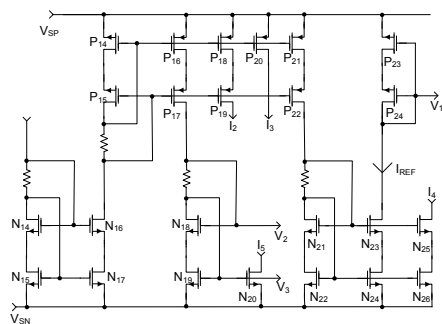 V_SP
P_14 P_16 P_18 P_20 P_21 P_23
P_15 P_17 P_19 P_22 P_24 V_1
I_2 I_3
I_REF
N_14 N_16 N_18 V_2 N_21 N_23 I_4 N_25
I_5
N_15 N_17 N_19 N_20 V_3 N_22 N_24 N_26
V_SN